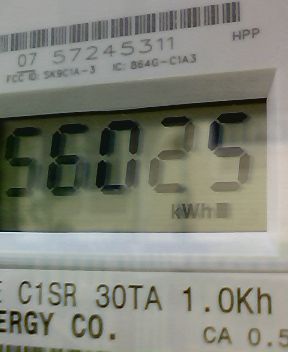 07 57245311
HPP
FCC ID: SK9C1A-3 IC: 864G-C1A3
56025
kWh
C1SR 30TA 1.0Kh
ERGY CO.
CA 0.5